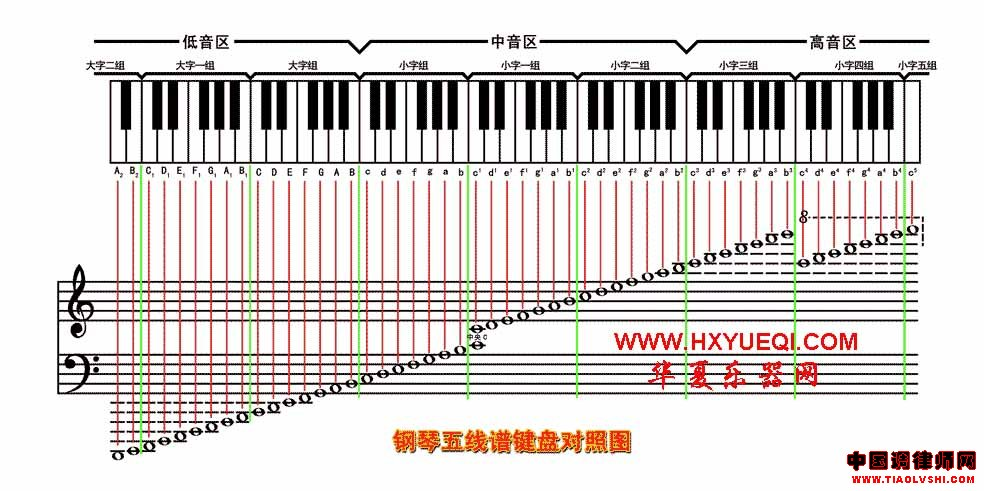 低音区 中音区 高音区
大字二组 大字一组 大字组 小字组 小字一组 小字二组 小字三组 小字四组 小字五组
A₂ B₂ C₁ D₁ E₁ F₁ G₁ A₁ B₁ C D E F G A B c d e f g a b c¹ d¹ e¹ f¹ g¹ a¹ b¹ c² d² e² f² g² a² b² c³ d³ e³ f³ g³ a³ b³ c⁴ d⁴ e⁴ f⁴ g⁴ a⁴ b⁴ c⁵
8
中央 C
WWW.HXYUEQI.COM
华夏乐器网
钢琴五线谱键盘对照图
中国调律师网
WWW.TIAOLVSHI.COM